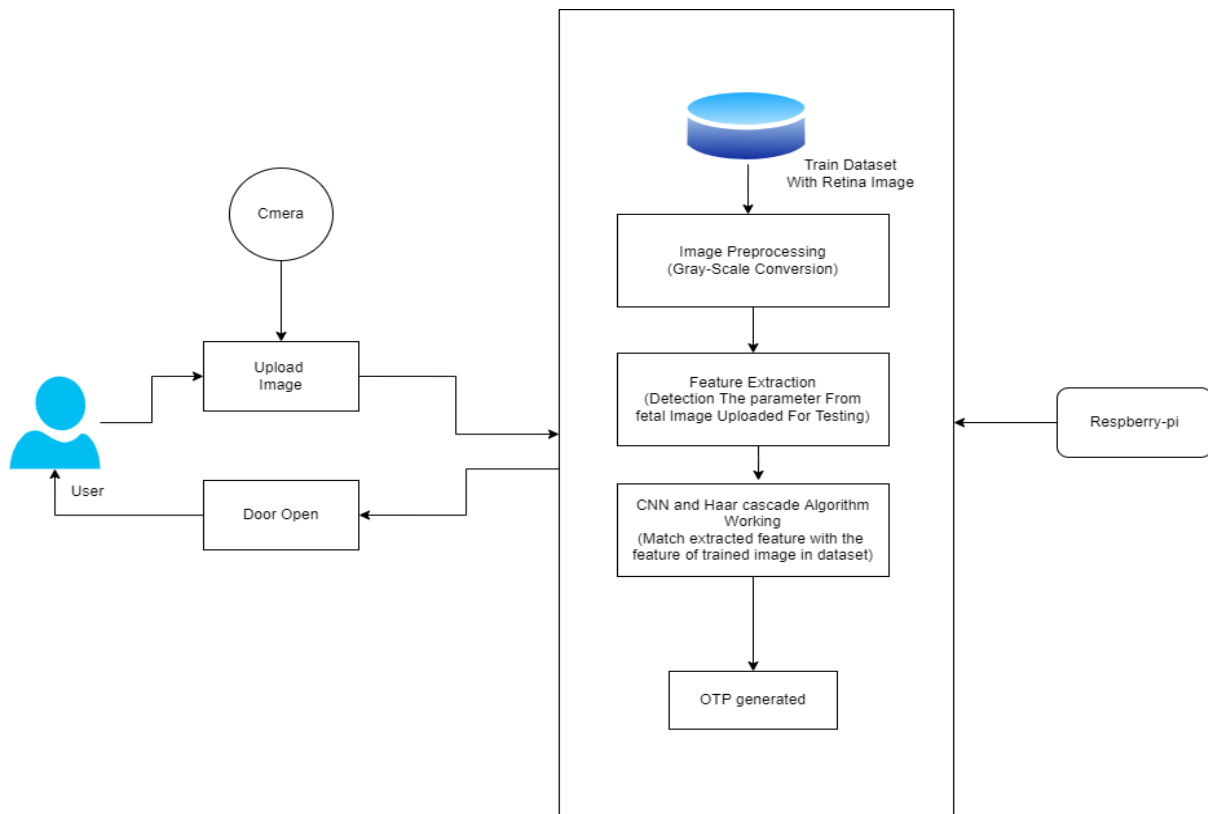 Train Dataset
With Retina Image
Cmera
Image Preprocessing
(Gray-Scale Conversion)
Upload
Image
Feature Extraction
(Detection The parameter From
fetal Image Uploaded For Testing)
Respberry-pi
User
Door Open
CNN and Haar cascade Algorithm
Working
(Match extracted feature with the
feature of trained image in dataset)
OTP generated